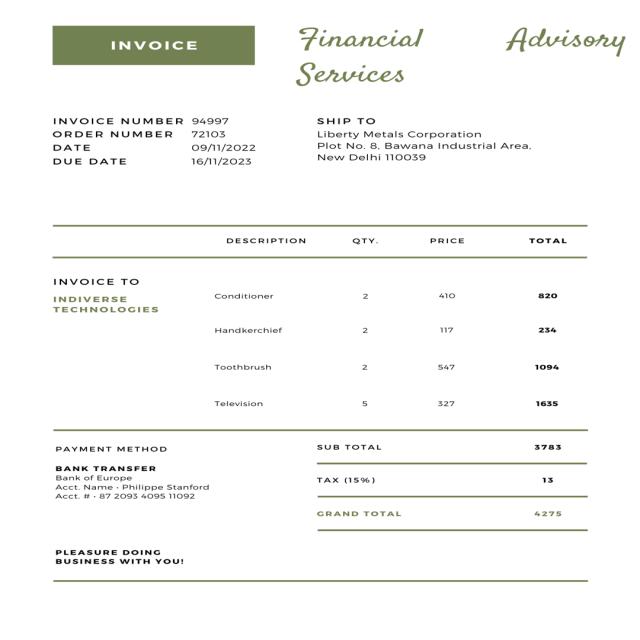 INVOICE
Financial Advisory
Services
INVOICE NUMBER 94997
ORDER NUMBER 72103
DATE 09/11/2022
DUE DATE 16/11/2023
SHIP TO
Liberty Metals Corporation
Plot No. 8, Bawana Industrial Area,
New Delhi 110039
DESCRIPTION QTY. PRICE TOTAL
INVOICE TO
INDIVERSE
TECHNOLOGIES
Conditioner 2 410 820
Handkerchief 2 117 234
Toothbrush 2 547 1094
Television 5 327 1635
PAYMENT METHOD
BANK TRANSFER
Bank of Europe
Acct. Name - Philippe Stanford
Acct. # - 87 2093 4095 11092
SUB TOTAL 3783
TAX (15%) 13
GRAND TOTAL 4275
PLEASURE DOING
BUSINESS WITH YOU!